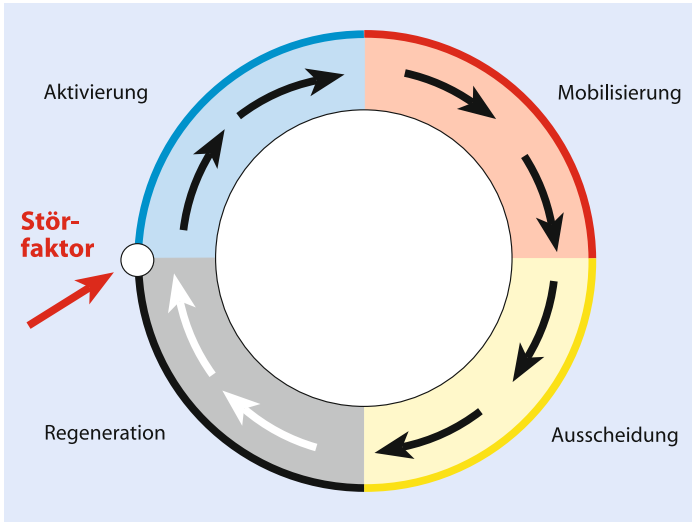 Aktivierung
Mobilisierung
Stör-
faktor
Regeneration
Ausscheidung